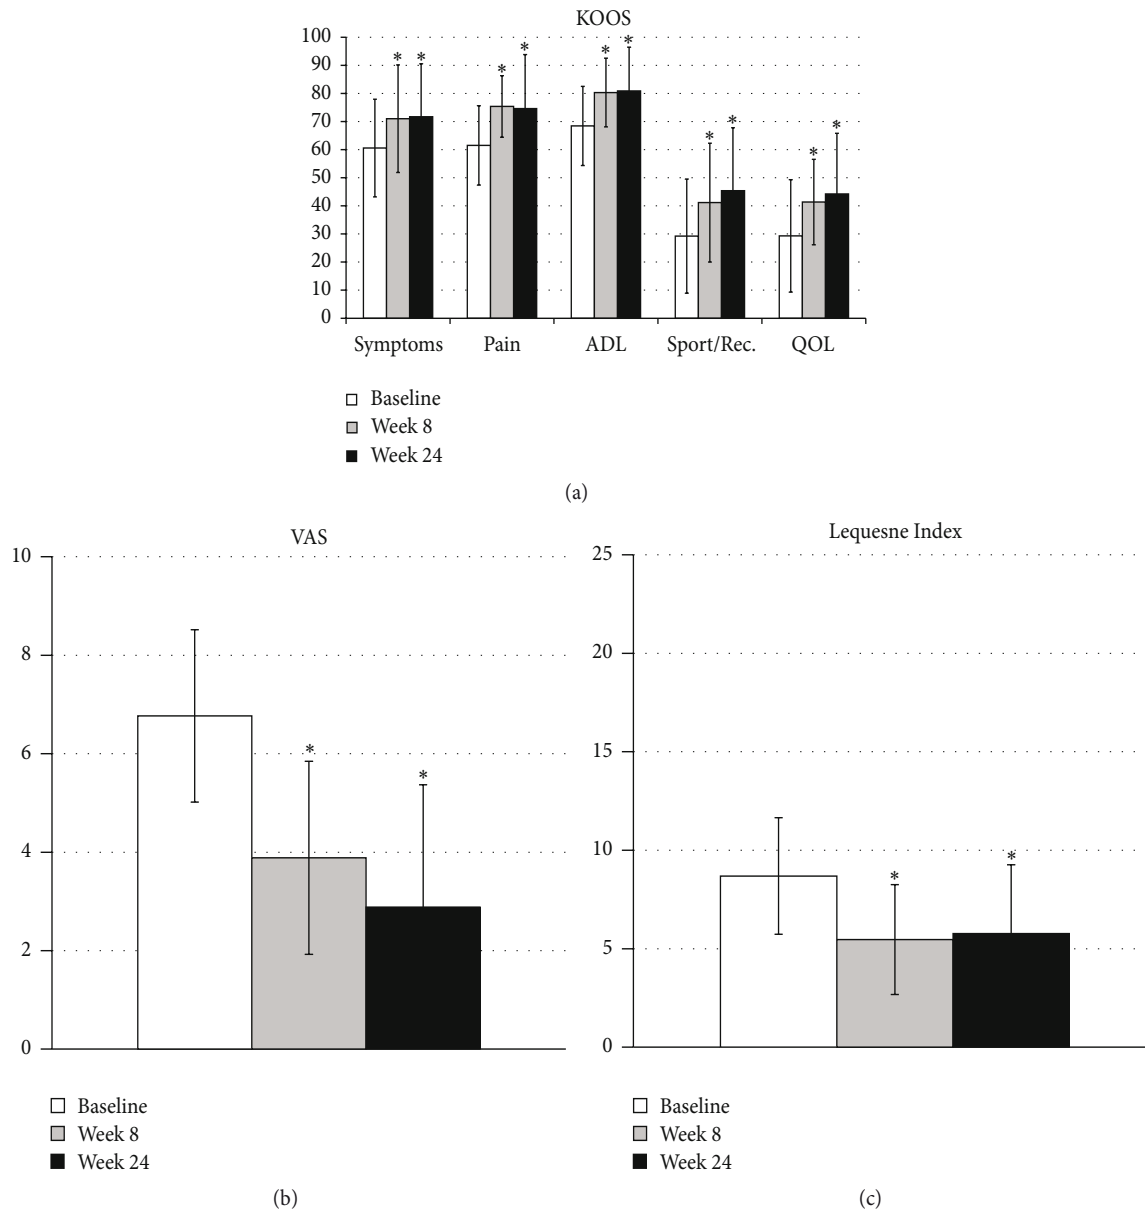 KOOS
100
90
80
70
60
50
40
30
20
10
0
* * * * * * * * * *
Symptoms Pain ADL Sport/Rec. QOL
Baseline
Week 8
Week 24
(a)
VAS
10
8
6
4
2
0
* *
Baseline
Week 8
Week 24
(b)
Lequesne Index
25
20
15
10
5
0
* *
Baseline
Week 8
Week 24
(c)